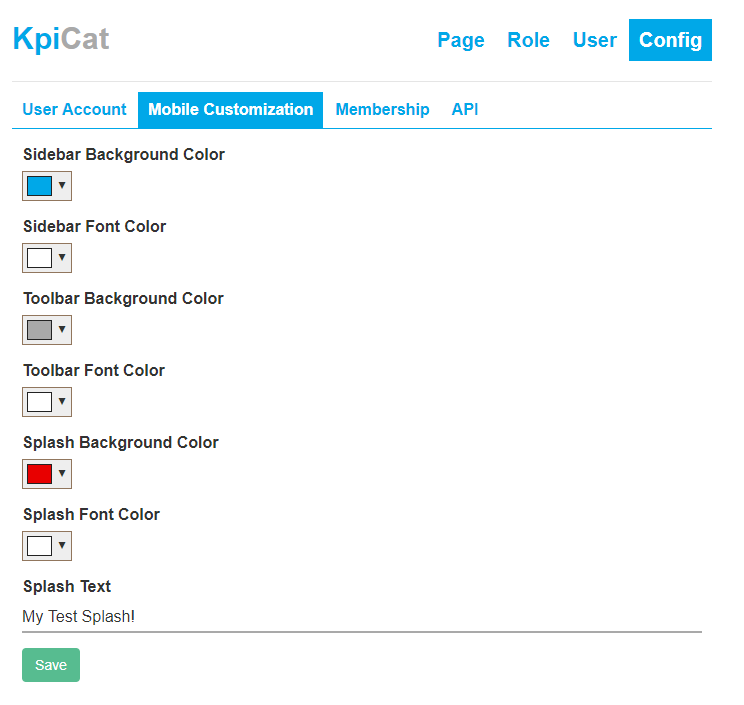 KpiCat Page Role User Config
User Account Mobile Customization Membership API
Sidebar Background Color
Sidebar Font Color
Toolbar Background Color
Toolbar Font Color
Splash Background Color
Splash Font Color
Splash Text
My Test Splash!
Save